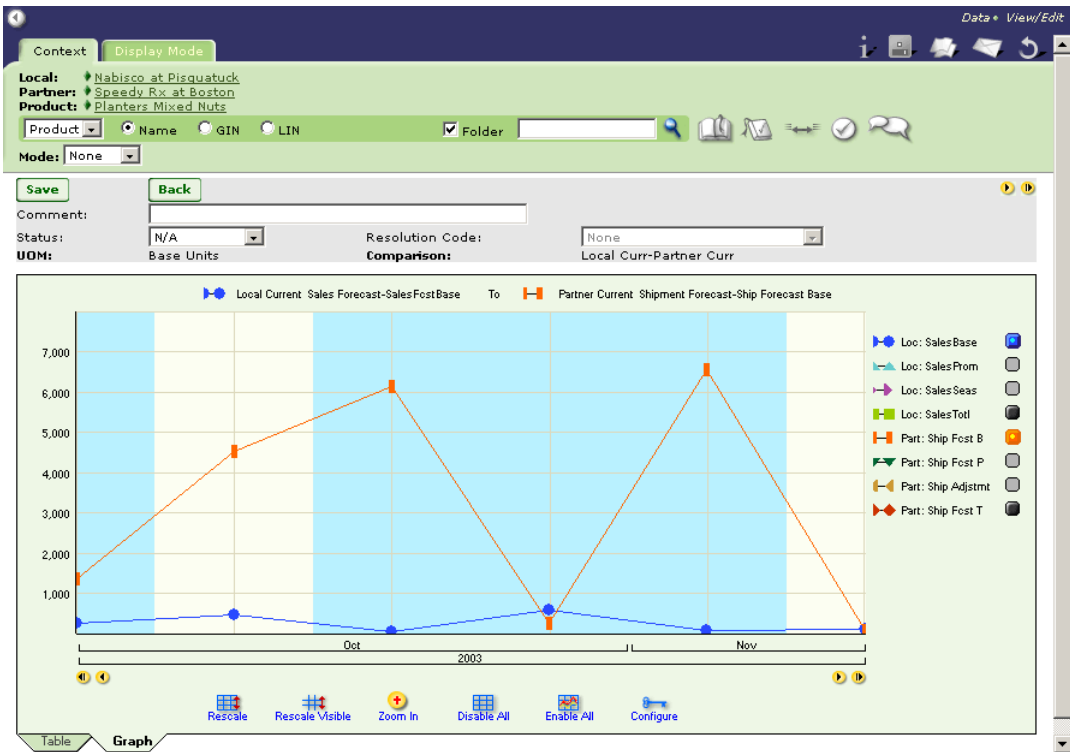 Data • View/Edit
Context
Display Mode
Local: Nabisco at Pisquatuck
Partner: Speedy Rx at Boston
Product: Planters Mixed Nuts
Product Name GIN LIN Folder
Mode: None
Save Back
Comment:
Status: N/A Resolution Code: None
UOM: Base Units Comparison: Local Curr-Partner Curr
Local Current Sales Forecast-SalesFcstBase To Partner Current Shipment Forecast-Ship Forecast Base
7,000
6,000
5,000
4,000
3,000
2,000
1,000
Loc: SalesBase
Loc: SalesProm
Loc: SalesSeas
Loc: SalesTotl
Part: Ship Fcst B
Part: Ship Fcst P
Part: Ship Adjstmt
Part: Ship Fcst T
Oct Nov
2003
Rescale Rescale Visible Zoom In Disable All Enable All Configure
Table Graph